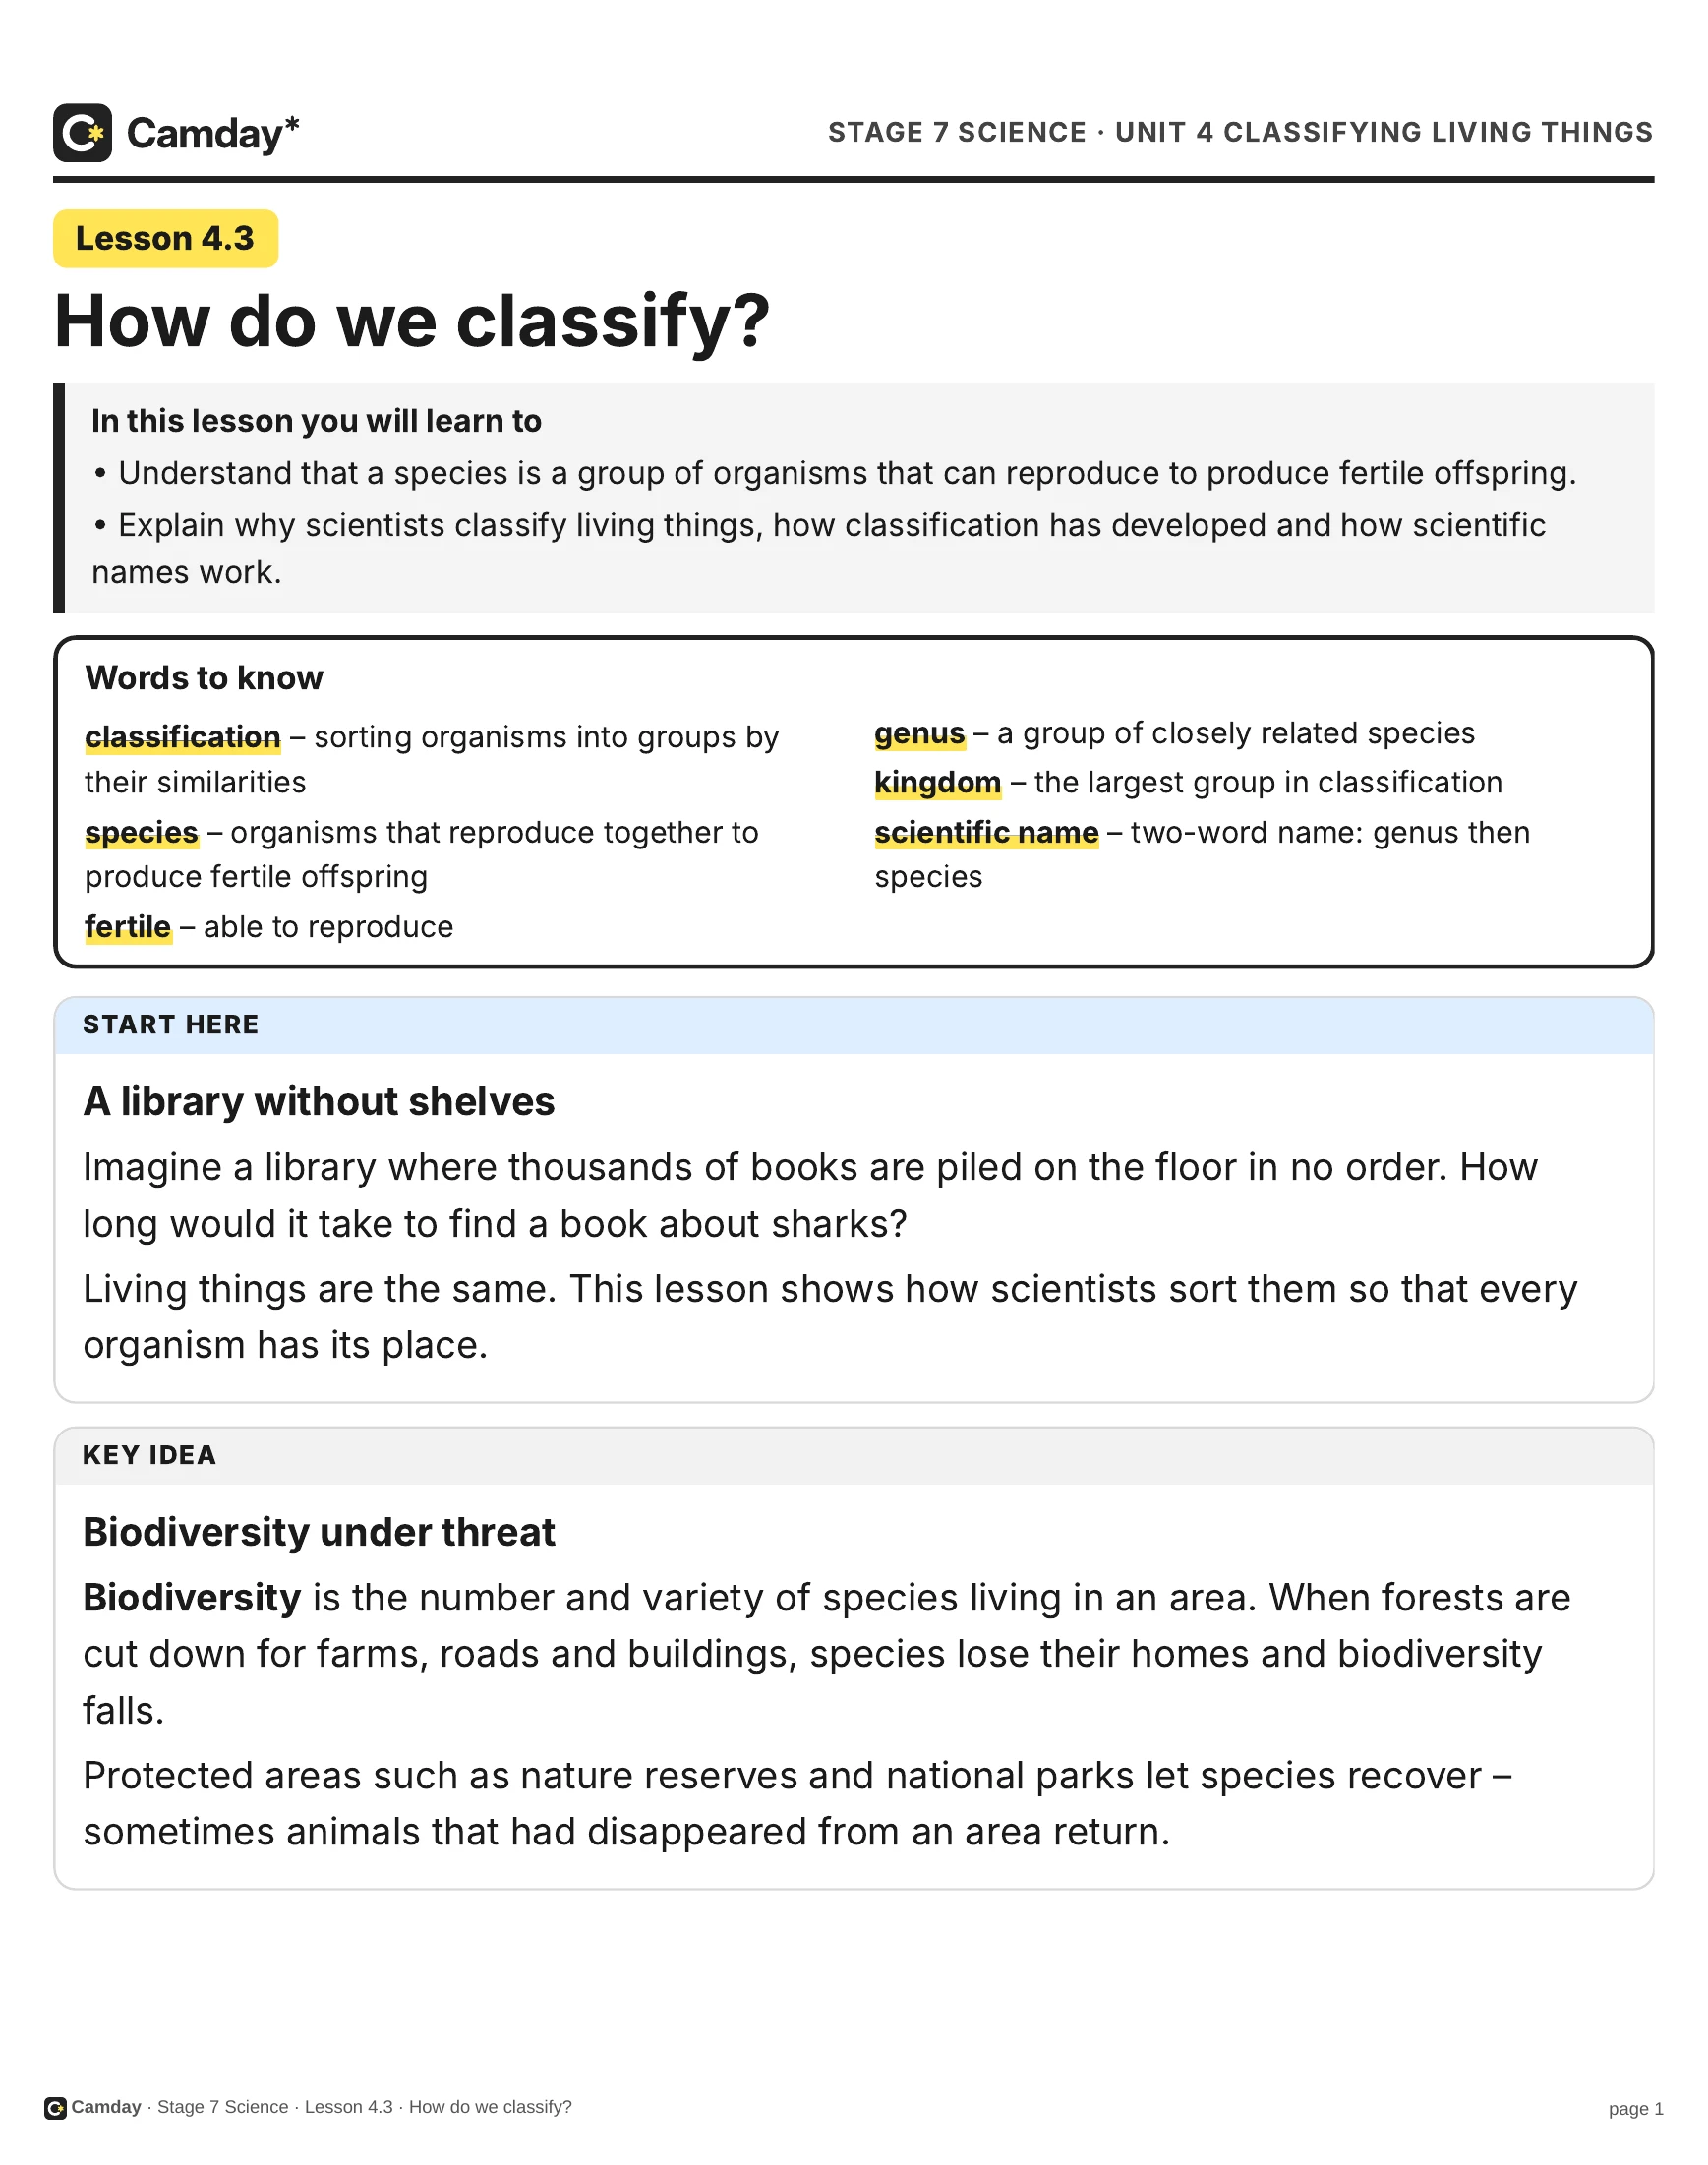 Camday*
STAGE 7 SCIENCE · UNIT 4 CLASSIFYING LIVING THINGS
Lesson 4.3
How do we classify?
In this lesson you will learn to
• Understand that a species is a group of organisms that can reproduce to produce fertile offspring.
• Explain why scientists classify living things, how classification has developed and how scientific
names work.
Words to know
classification – sorting organisms into groups by
their similarities
species – organisms that reproduce together to
produce fertile offspring
fertile – able to reproduce
genus – a group of closely related species
kingdom – the largest group in classification
scientific name – two-word name: genus then
species
START HERE
A library without shelves
Imagine a library where thousands of books are piled on the floor in no order. How
long would it take to find a book about sharks?
Living things are the same. This lesson shows how scientists sort them so that every
organism has its place.
KEY IDEA
Biodiversity under threat
Biodiversity is the number and variety of species living in an area. When forests are
cut down for farms, roads and buildings, species lose their homes and biodiversity
falls.
Protected areas such as nature reserves and national parks let species recover –
sometimes animals that had disappeared from an area return.
Camday · Stage 7 Science · Lesson 4.3 · How do we classify?
page 1